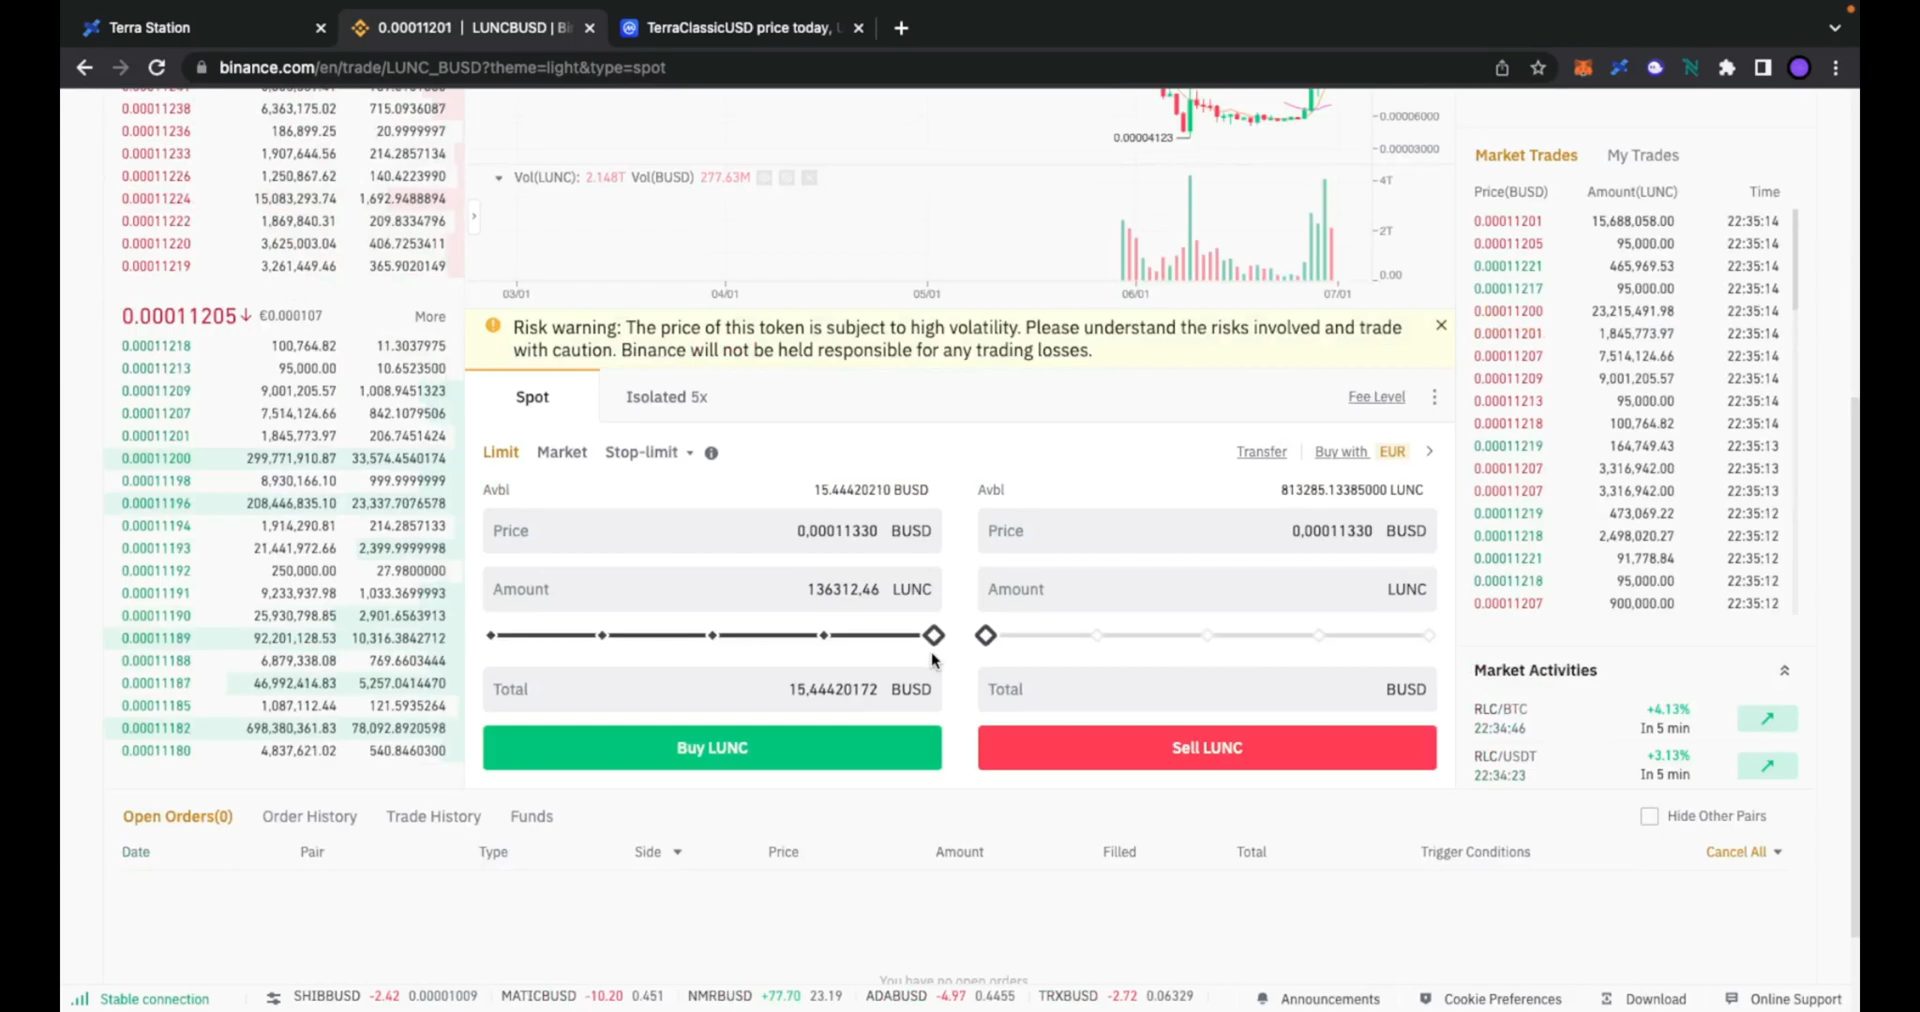 Terra Station
0.00011201 | LUNCBUSD | Bi
TerraClassicUSD price today,
binance.com/en/trade/LUNC_BUSD?theme=light&type=spot
0.00011238 6,363,175.02 715.0936087
0.00011236 186,899.25 20.9999997
0.00011233 1,907,644.56 214.2857134
0.00011226 1,250,867.62 140.4223990
0.00011224 15,083,293.74 1,692.9488894
0.00011222 1,869,840.31 209.8334796
0.00011220 3,625,003.04 406.7253411
0.00011219 3,261,449.46 365.9020149
0.00011205↓ €0.000107 More
0.00011218 100,764.82 11.3037975
0.00011213 95,000.00 10.6523500
0.00011209 9,001,205.57 1,008.9451323
0.00011207 7,514,124.66 842.1079506
0.00011201 1,845,773.97 206.7451424
0.00011200 299,771,910.87 33,574.4540174
0.00011198 8,930,166.10 999.9999999
0.00011196 208,446,835.10 23,337.7076578
0.00011194 1,914,290.81 214.2857133
0.00011193 21,441,972.66 2,399.9999998
0.00011192 250,000.00 27.9800000
0.00011191 9,233,937.98 1,033.3699993
0.00011190 25,930,798.85 2,901.6563913
0.00011189 92,201,128.53 10,316.3842712
0.00011188 6,879,338.08 769.6603444
0.00011187 46,992,414.83 5,257.0414470
0.00011185 1,087,112.44 121.5935264
0.00011182 698,380,361.83 78,092.8920598
0.00011180 4,837,621.02 540.8460300
0.00006000
0.00004123
0.00003000
Vol(LUNC): 2.148T Vol(BUSD) 277.63M
4T
2T
0.00
03/01 04/01 05/01 06/01 07/01
Risk warning: The price of this token is subject to high volatility. Please understand the risks involved and trade
with caution. Binance will not be held responsible for any trading losses.
Spot Isolated 5x Fee Level
Limit Market Stop-limit Transfer Buy with EUR
Avbl 15.44420210 BUSD
Price 0,00011330 BUSD
Amount 136312,46 LUNC
Total 15,44420172 BUSD
Buy LUNC
Avbl 813285.13385000 LUNC
Price 0,00011330 BUSD
Amount LUNC
Total BUSD
Sell LUNC
Market Trades My Trades
Price(BUSD) Amount(LUNC) Time
0.00011201 15,688,058.00 22:35:14
0.00011205 95,000.00 22:35:14
0.00011221 465,969.53 22:35:14
0.00011217 95,000.00 22:35:14
0.00011200 23,215,491.98 22:35:14
0.00011201 1,845,773.97 22:35:14
0.00011207 7,514,124.66 22:35:14
0.00011209 9,001,205.57 22:35:14
0.00011213 95,000.00 22:35:14
0.00011218 100,764.82 22:35:14
0.00011219 164,749.43 22:35:13
0.00011207 3,316,942.00 22:35:13
0.00011207 3,316,942.00 22:35:13
0.00011219 473,069.22 22:35:12
0.00011218 2,498,020.27 22:35:12
0.00011221 91,778.84 22:35:12
0.00011218 95,000.00 22:35:12
0.00011207 900,000.00 22:35:12
Market Activities
RLC/BTC +4.13%
22:34:46 In 5 min
RLC/USDT +3.13%
22:34:23 In 5 min
Open Orders(0) Order History Trade History Funds Hide Other Pairs
Date Pair Type Side Price Amount Filled Total Trigger Conditions Cancel All
You have no open orders
Stable connection SHIBBUSD -2.42 0.00001009 MATICBUSD -10.20 0.451 NMRBUSD +77.70 23.19 ADABUSD -4.97 0.4455 TRXBUSD -2.72 0.06329 Announcements Cookie Preferences Download Online Support